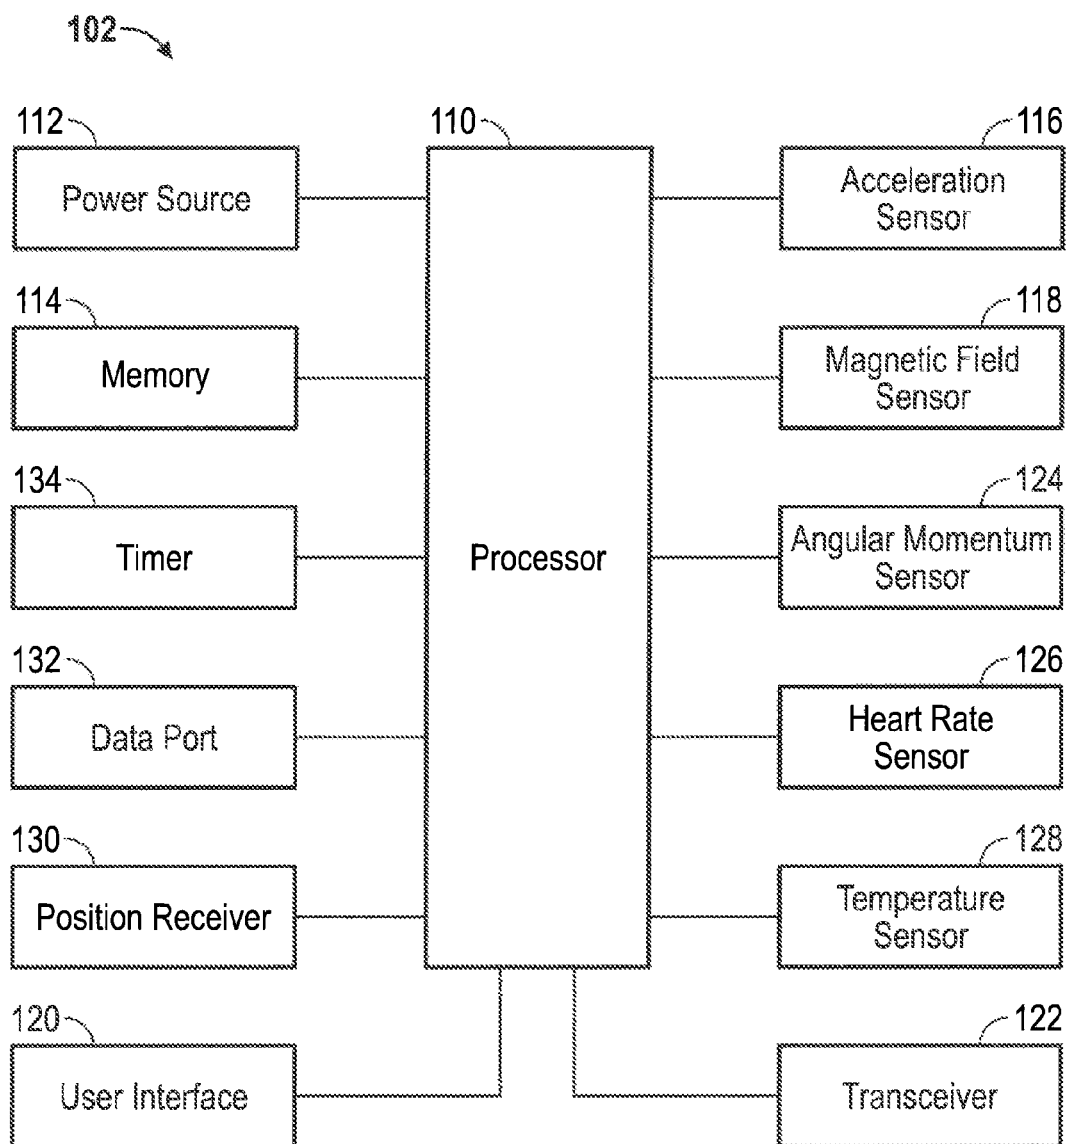 102
112
110
116
Power Source
Acceleration
Sensor
114
118
Memory
Magnetic Field
Sensor
134
124
Timer
Processor
Angular Momentum
Sensor
132
126
Data Port
Heart Rate
Sensor
130
128
Position Receiver
Temperature
Sensor
120
122
User Interface
Transceiver